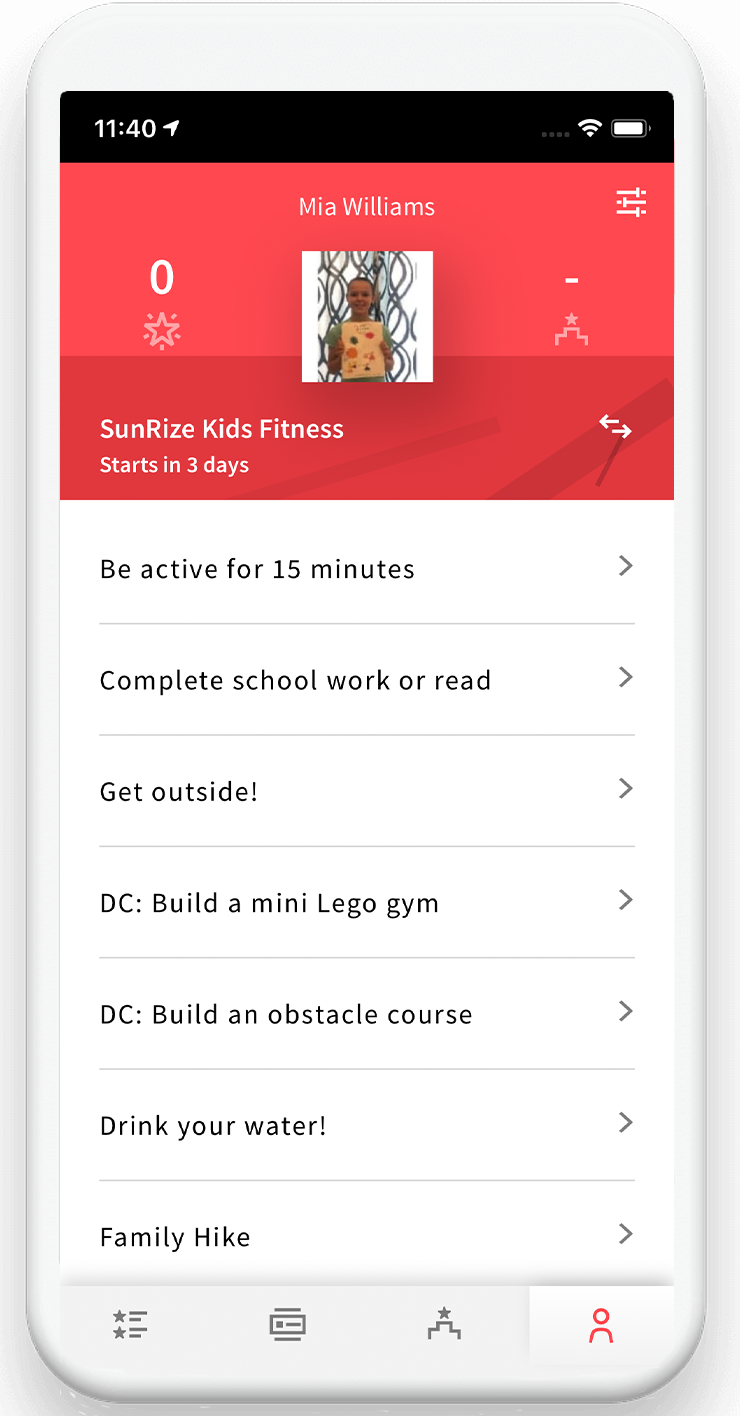 11:40
Mia Williams
0
-
SunRize Kids Fitness
Starts in 3 days
Be active for 15 minutes
Complete school work or read
Get outside!
DC: Build a mini Lego gym
DC: Build an obstacle course
Drink your water!
Family Hike